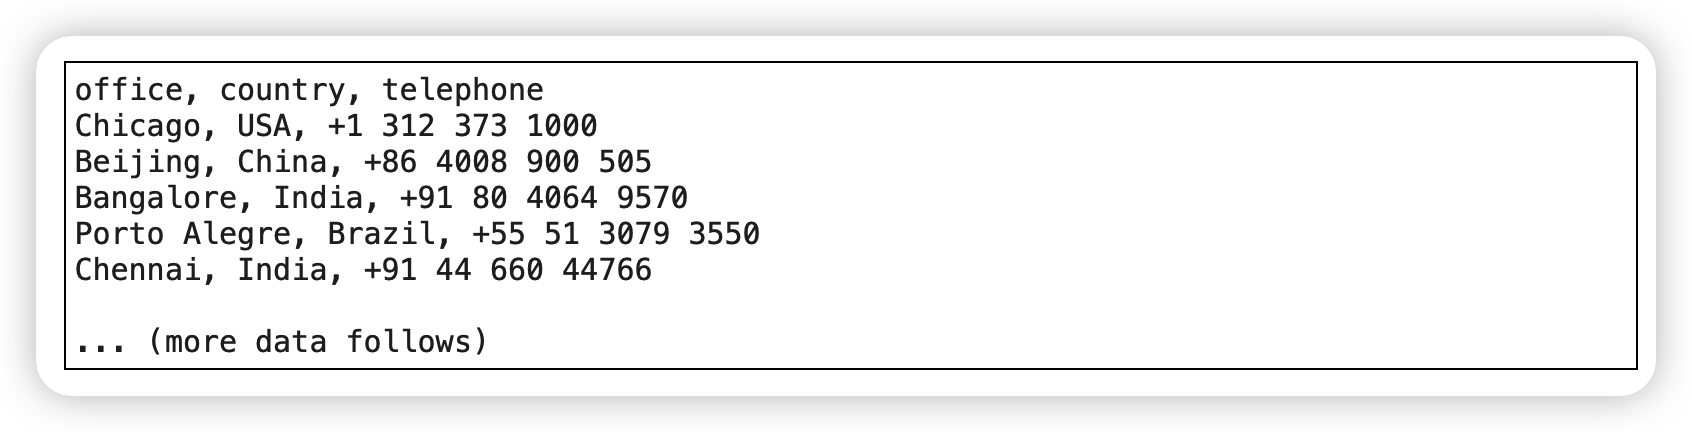 office, country, telephone
Chicago, USA, +1 312 373 1000
Beijing, China, +86 4008 900 505
Bangalore, India, +91 80 4064 9570
Porto Alegre, Brazil, +55 51 3079 3550
Chennai, India, +91 44 660 44766
... (more data follows)